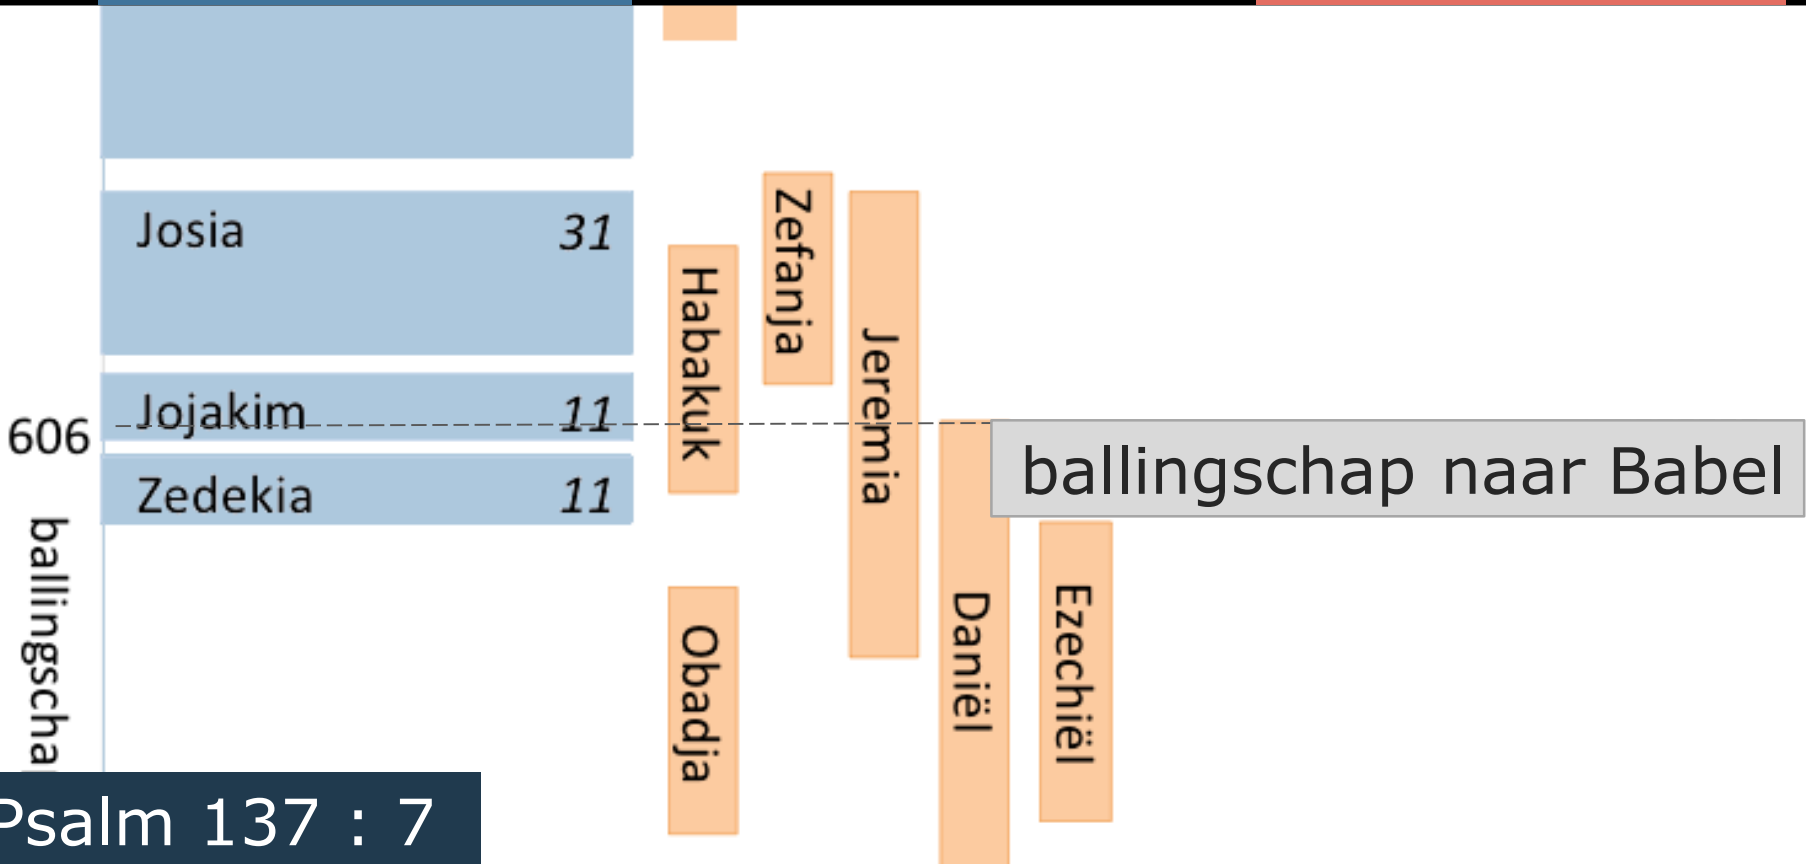 Josia 31
Zefanja
Habakuk
Jeremia
Jojakim 11
606
ballingschap naar Babel
Zedekia 11
ballingscha
Daniël
Ezechiël
Obadja
Psalm 137 : 7